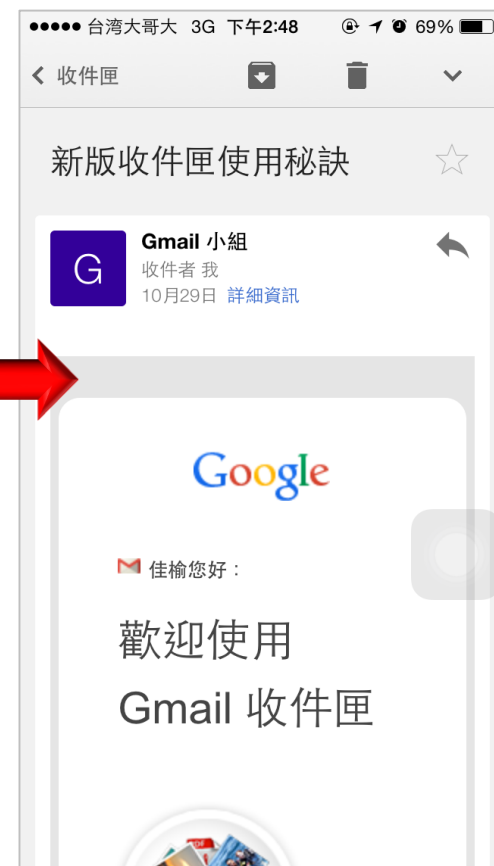 台湾大哥大 3G 下午2:48 69%
收件匣
新版收件匣使用秘訣
G
Gmail 小組
收件者 我
10月29日 詳細資訊
Google
佳榆您好：
歡迎使用
Gmail 收件匣
PDF